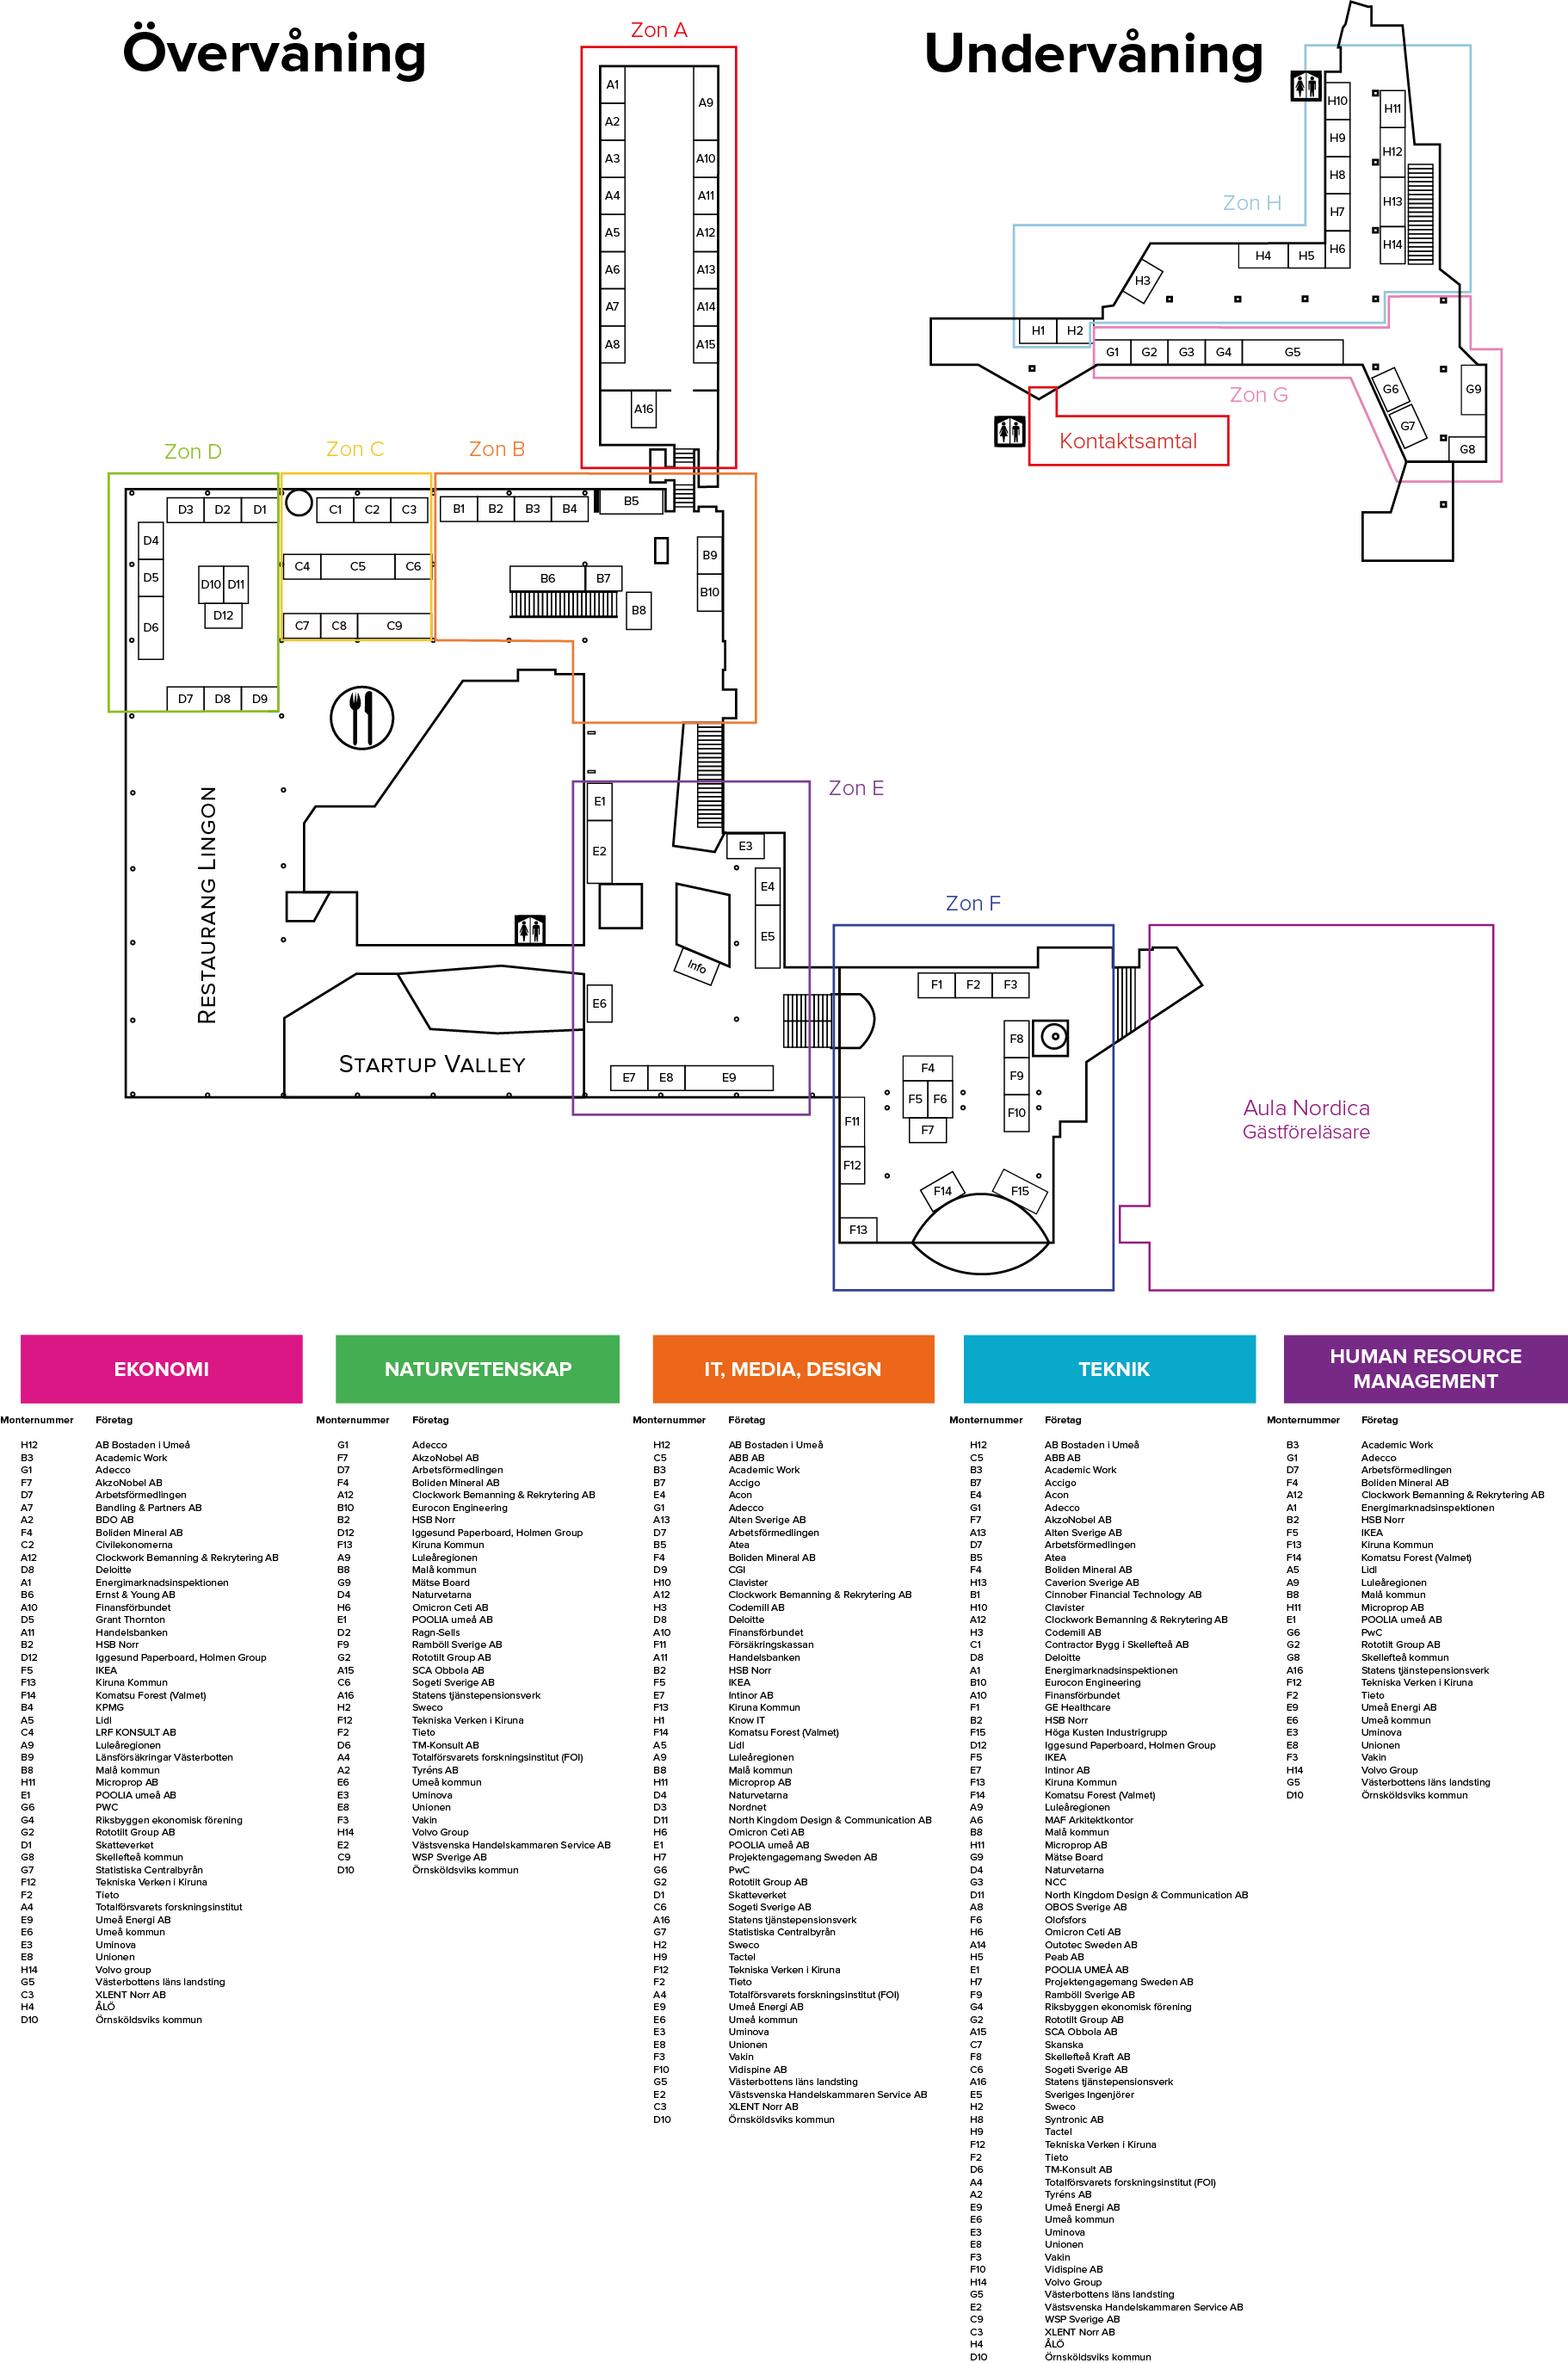 Övervåning
Undervåning
Zon A
A1
A2
A3
A4
A5
A6
A7
A8
A9
A10
A11
A12
A13
A14
A15
A16
Zon H
H10
H9
H8
H7
H6
H11
H12
H13
H14
H4
H5
H3
H1
H2
Zon G
G1
G2
G3
G4
G5
G6
G7
G9
G8
Kontaktsamtal
Zon D
D3
D2
D1
D4
D5
D6
D10
D11
D12
D7
D8
D9
Zon C
C1
C2
C3
C4
C5
C6
C7
C8
C9
Zon B
B1
B2
B3
B4
B5
B6
B7
B8
B9
B10
Restaurang Lingon
Startup Valley
Zon E
E1
E2
E3
E4
E5
Info
E6
E7
E8
E9
Zon F
F1
F2
F3
F8
F9
F10
F4
F5
F6
F7
F11
F12
F13
F14
F15
Aula Nordica
Gästföreläsare
EKONOMI
Monternummer Företag
H12 AB Bostaden i Umeå
B3 Academic Work
G1 Adecco
F7 AkzoNobel AB
D7 Arbetsförmedlingen
A7 Bandling & Partners AB
A2 BDO AB
F4 Boliden Mineral AB
C2 Civilekonomerna
A12 Clockwork Bemanning & Rekrytering AB
D8 Deloitte
A1 Energimarknadsinspektionen
B6 Ernst & Young AB
A10 Finansförbundet
D5 Grant Thornton
A11 Handelsbanken
B2 HSB Norr
D12 Iggesund Paperboard, Holmen Group
F5 IKEA
F13 Kiruna Kommun
F14 Komatsu Forest (Valmet)
B4 KPMG
A5 Lidl
C4 LRF KONSULT AB
A9 Luleåregionen
B9 Länsförsäkringar Västerbotten
B8 Malå kommun
H11 Microprop AB
E1 POOLIA umeå AB
G6 PWC
G4 Riksbyggen ekonomisk förening
G2 Rototilt Group AB
D1 Skatteverket
G8 Skellefteå kommun
G7 Statistiska Centralbyrån
F12 Tekniska Verken i Kiruna
F2 Tieto
A4 Totalförsvarets forskningsinstitut
E9 Umeå Energi AB
E6 Umeå kommun
E3 Uminova
E8 Unionen
H14 Volvo group
G5 Västerbottens läns landsting
C3 XLENT Norr AB
H4 ÅLÖ
D10 Örnsköldsviks kommun
NATURVETENSKAP
Monternummer Företag
G1 Adecco
F7 AkzoNobel AB
D7 Arbetsförmedlingen
F4 Boliden Mineral AB
A12 Clockwork Bemanning & Rekrytering AB
B10 Eurocon Engineering
B2 HSB Norr
D12 Iggesund Paperboard, Holmen Group
F13 Kiruna Kommun
A9 Luleåregionen
B8 Malå kommun
G9 Mätse Board
D4 Naturvetarna
H6 Omicron Ceti AB
E1 POOLIA umeå AB
D2 Ragn-Sells
F9 Ramböll Sverige AB
G2 Rototilt Group AB
A15 SCA Obbola AB
C6 Sogeti Sverige AB
A16 Statens tjänstepensionsverk
H2 Sweco
F12 Tekniska Verken i Kiruna
F2 Tieto
D6 TM-Konsult AB
A4 Totalförsvarets forskningsinstitut (FOI)
A2 Tyréns AB
E6 Umeå kommun
E3 Uminova
E8 Unionen
F3 Vakin
H14 Volvo Group
E2 Västsvenska Handelskammaren Service AB
C9 WSP Sverige AB
D10 Örnsköldsviks kommun
IT, MEDIA, DESIGN
Monternummer Företag
H12 AB Bostaden i Umeå
C5 ABB AB
B3 Academic Work
B7 Accigo
E4 Acon
G1 Adecco
A13 Alten Sverige AB
D7 Arbetsförmedlingen
B5 Atea
F4 Boliden Mineral AB
D9 CGI
H10 Clavister
A12 Clockwork Bemanning & Rekrytering AB
H3 Codemill AB
D8 Deloitte
A10 Finansförbundet
F11 Försäkringskassan
A11 Handelsbanken
B2 HSB Norr
F5 IKEA
E7 Intinor AB
F13 Kiruna Kommun
H1 Know IT
F14 Komatsu Forest (Valmet)
A5 Lidl
A9 Luleåregionen
B8 Malå kommun
H11 Microprop AB
D4 Naturvetarna
D3 Nordnet
D11 North Kingdom Design & Communication AB
H6 Omicron Ceti AB
E1 POOLIA umeå AB
H7 Projektengagemang Sweden AB
G6 PwC
G2 Rototilt Group AB
D1 Skatteverket
C6 Sogeti Sverige AB
A16 Statens tjänstepensionsverk
G7 Statistiska Centralbyrån
H2 Sweco
H9 Tactel
F12 Tekniska Verken i Kiruna
F2 Tieto
A4 Totalförsvarets forskningsinstitut (FOI)
E9 Umeå Energi AB
E6 Umeå kommun
E3 Uminova
E8 Unionen
F3 Vakin
F10 Vidispine AB
G5 Västerbottens läns landsting
E2 Västsvenska Handelskammaren Service AB
C3 XLENT Norr AB
D10 Örnsköldsviks kommun
TEKNIK
Monternummer Företag
H12 AB Bostaden i Umeå
C5 ABB AB
B3 Academic Work
B7 Accigo
E4 Acon
G1 Adecco
F7 AkzoNobel AB
A13 Alten Sverige AB
D7 Arbetsförmedlingen
B5 Atea
F4 Boliden Mineral AB
H13 Caverion Sverige AB
B1 Cinnober Financial Technology AB
H10 Clavister
A12 Clockwork Bemanning & Rekrytering AB
H3 Codemill AB
C1 Contractor Bygg i Skellefteå AB
D8 Deloitte
A1 Energimarknadsinspektionen
B10 Eurocon Engineering
A10 Finansförbundet
F1 GE Healthcare
B2 HSB Norr
F15 Höga Kusten Industrigrupp
D12 Iggesund Paperboard, Holmen Group
F5 IKEA
E7 Intinor AB
F13 Kiruna Kommun
F14 Komatsu Forest (Valmet)
A9 Luleåregionen
A6 MAF Arkitektkontor
B8 Malå kommun
H11 Microprop AB
G9 Mätse Board
D4 Naturvetarna
G3 NCC
D11 North Kingdom Design & Communication AB
A8 OBOS Sverige AB
F6 Olofsfors
H6 Omicron Ceti AB
A14 Outotec Sweden AB
H5 Peab AB
E1 POOLIA UMEÅ AB
H7 Projektengagemang Sweden AB
F9 Ramböll Sverige AB
G4 Riksbyggen ekonomisk förening
G2 Rototilt Group AB
A15 SCA Obbola AB
C7 Skanska
F8 Skellefteå Kraft AB
C6 Sogeti Sverige AB
A16 Statens tjänstepensionsverk
E5 Sveriges Ingenjörer
H2 Sweco
H8 Syntronic AB
H9 Tactel
F12 Tekniska Verken i Kiruna
F2 Tieto
D6 TM-Konsult AB
A4 Totalförsvarets forskningsinstitut (FOI)
A2 Tyréns AB
E9 Umeå Energi AB
E6 Umeå kommun
E3 Uminova
E8 Unionen
F3 Vakin
F10 Vidispine AB
H14 Volvo Group
G5 Västerbottens läns landsting
E2 Västsvenska Handelskammaren Service AB
C9 WSP Sverige AB
C3 XLENT Norr AB
H4 ÅLÖ
D10 Örnsköldsviks kommun
HUMAN RESOURCE
MANAGEMENT
Monternummer Företag
B3 Academic Work
G1 Adecco
D7 Arbetsförmedlingen
F4 Boliden Mineral AB
A12 Clockwork Bemanning & Rekrytering AB
A1 Energimarknadsinspektionen
B2 HSB Norr
F5 IKEA
F13 Kiruna Kommun
F14 Komatsu Forest (Valmet)
A5 Lidl
A9 Luleåregionen
B8 Malå kommun
H11 Microprop AB
E1 POOLIA umeå AB
G6 PwC
G2 Rototilt Group AB
G8 Skellefteå kommun
A16 Statens tjänstepensionsverk
F12 Tekniska Verken i Kiruna
F2 Tieto
E9 Umeå Energi AB
E6 Umeå kommun
E3 Uminova
E8 Unionen
F3 Vakin
H14 Volvo Group
G5 Västerbottens läns landsting
D10 Örnsköldsviks kommun